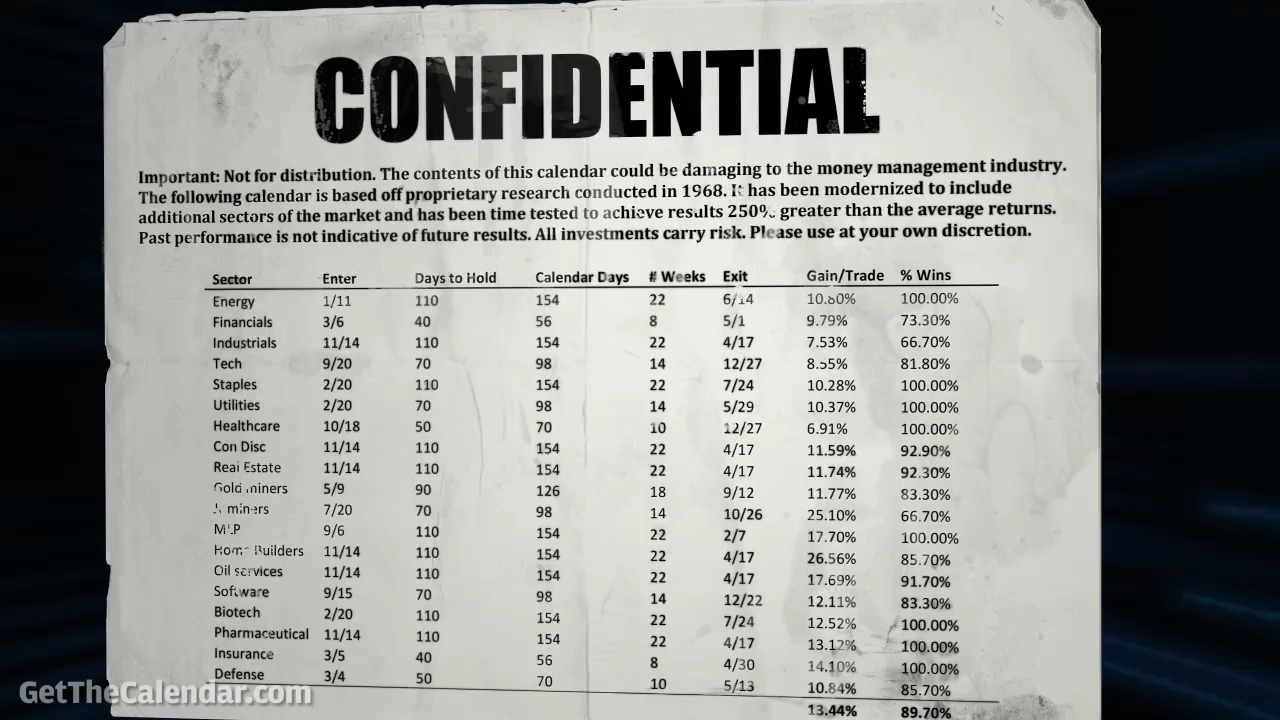 CONFIDENTIAL
Important: Not for distribution. The contents of this calendar could be damaging to the money management industry.
The following calendar is based off proprietary research conducted in 1968. It has been modernized to include
additional sectors of the market and has been time tested to achieve results 250% greater than the average returns.
Past performance is not indicative of future results. All investments carry risk. Please use at your own discretion.
Sector Enter Days to Hold Calendar Days # Weeks Exit Gain/Trade % Wins
Energy 1/11 110 154 22 6/14 100.00%
Financials 3/6 40 56 8 5/1 9.79% 73.30%
Industrials 11/14 110 154 22 4/17 7.53% 66.70%
Tech 9/20 70 98 14 12/27 81.80%
Staples 2/20 110 154 22 7/24 10.28% 100.00%
Utilities 2/20 70 98 14 5/29 10.37% 100.00%
Healthcare 10/18 50 70 10 12/27 6.91% 100.00%
Con Disc 11/14 110 154 22 4/17 11.59% 92.90%
Real Estate 11/14 110 154 22 4/17 11.74% 92.30%
Gold miners 5/9 90 126 18 9/12 11.77% 83.30%
miners 7/20 70 98 14 10/26 25.10% 66.70%
MLP 9/6 110 154 22 2/7 17.70% 100.00%
Home Builders 11/14 110 154 22 4/17 26.56% 85.70%
Oil services 11/14 110 154 22 4/17 17.69% 91.70%
Software 9/15 70 98 14 12/22 12.11% 83.30%
Biotech 2/20 110 154 22 7/24 12.52% 100.00%
Pharmaceutical 11/14 110 154 22 4/17 13.12% 100.00%
Insurance 3/5 40 56 8 4/30 14.10% 100.00%
Defense 3/4 50 70 10 5/13 10.84% 85.70%
13.44% 89.70%
GetTheCalendar.com